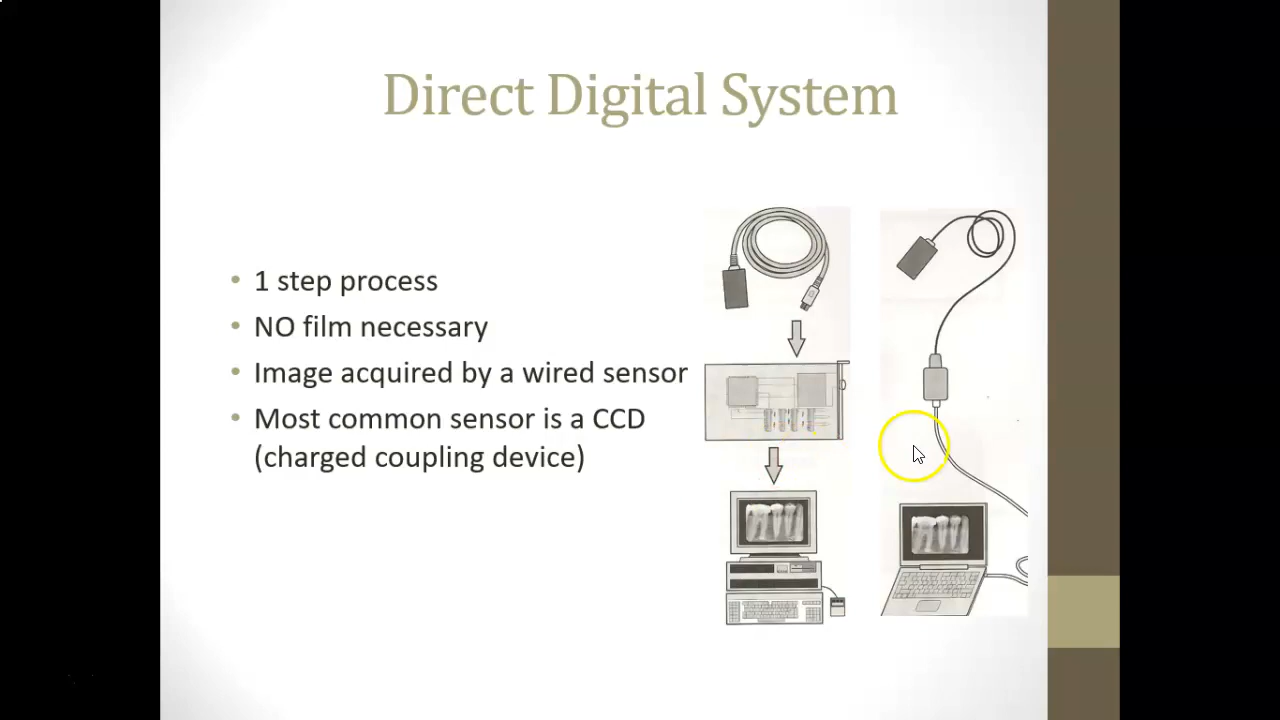 Direct Digital System
• 1 step process
• NO film necessary
• Image acquired by a wired sensor
• Most common sensor is a CCD
(charged coupling device)